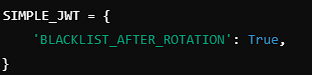 SIMPLE_JWT = {
    'BLACKLIST_AFTER_ROTATION': True,
}